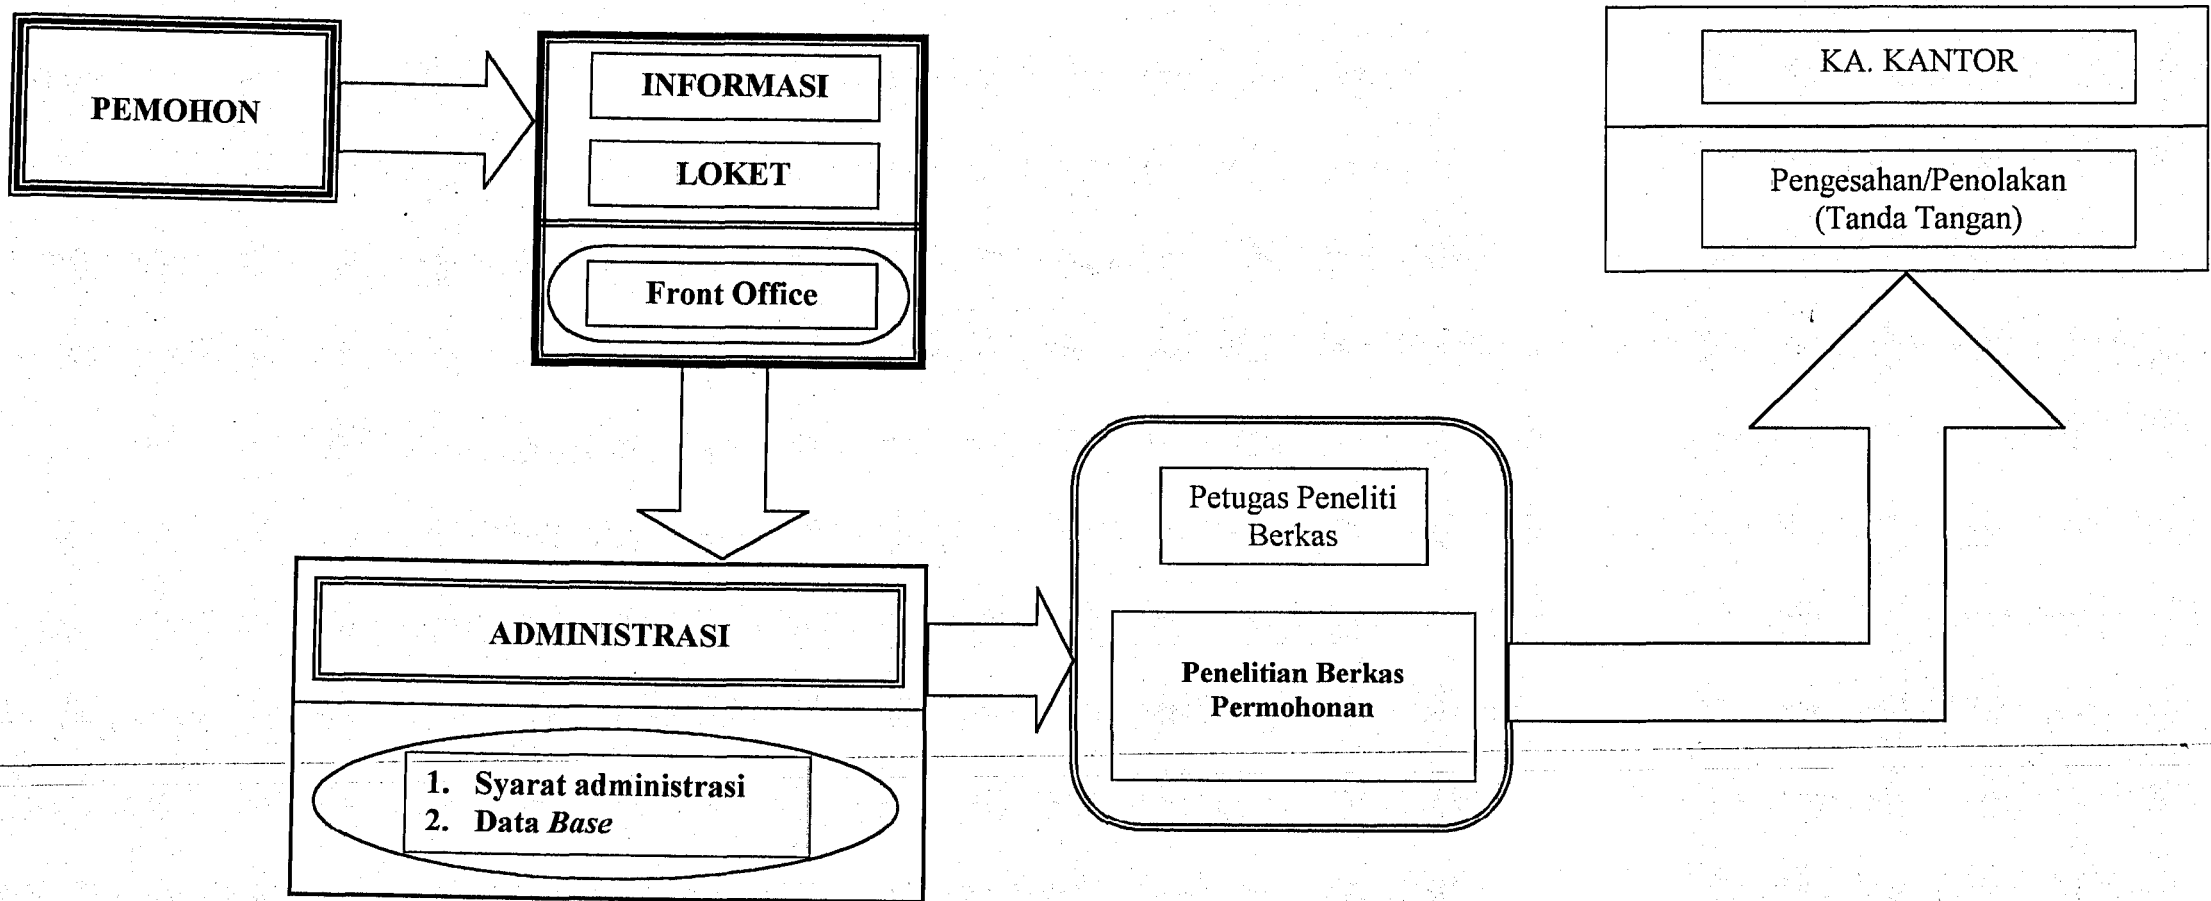 PEMOHON
INFORMASI
LOKET
Front Office
ADMINISTRASI
1. Syarat administrasi
2. Data Base
Petugas Peneliti
Berkas
Penelitian Berkas
Permohonan
KA. KANTOR
Pengesahan/Penolakan
(Tanda Tangan)